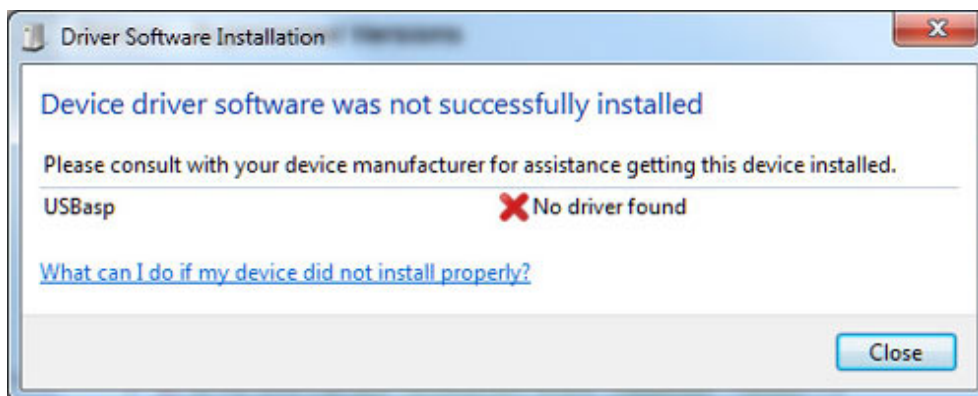 Driver Software Installation
Device driver software was not successfully installed
Please consult with your device manufacturer for assistance getting this device installed.
USBasp No driver found
What can I do if my device did not install properly?
Close